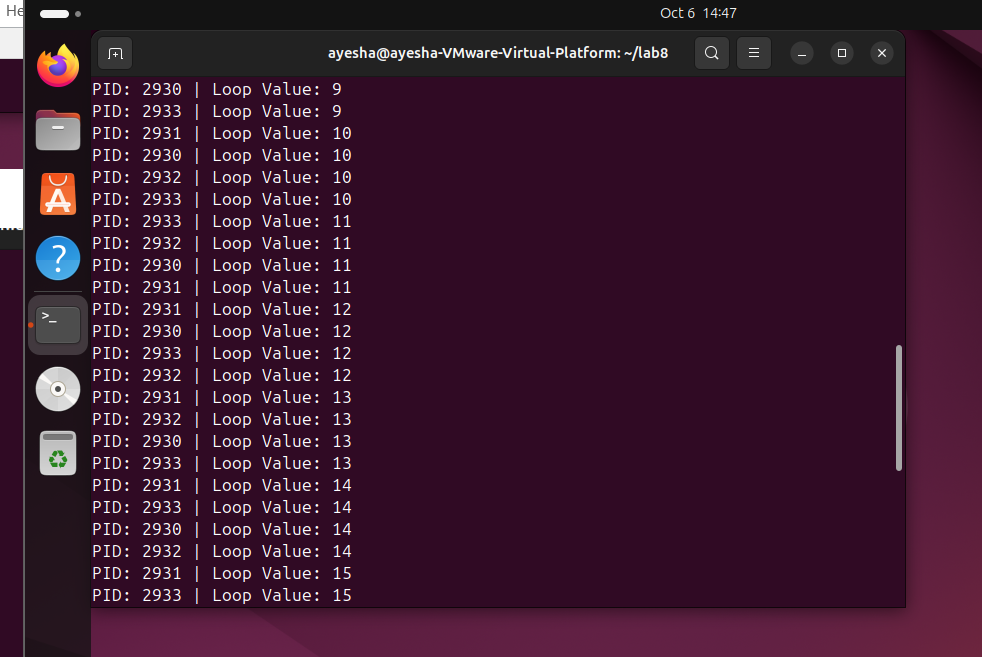 He
Oct 6 14:47
ayesha@ayesha-VMware-Virtual-Platform: ~/lab8
PID: 2930 | Loop Value: 9
PID: 2933 | Loop Value: 9
PID: 2931 | Loop Value: 10
PID: 2930 | Loop Value: 10
PID: 2932 | Loop Value: 10
PID: 2933 | Loop Value: 10
PID: 2933 | Loop Value: 11
PID: 2932 | Loop Value: 11
PID: 2930 | Loop Value: 11
PID: 2931 | Loop Value: 11
PID: 2931 | Loop Value: 12
PID: 2930 | Loop Value: 12
PID: 2933 | Loop Value: 12
PID: 2932 | Loop Value: 12
PID: 2931 | Loop Value: 13
PID: 2932 | Loop Value: 13
PID: 2930 | Loop Value: 13
PID: 2933 | Loop Value: 13
PID: 2931 | Loop Value: 14
PID: 2933 | Loop Value: 14
PID: 2930 | Loop Value: 14
PID: 2932 | Loop Value: 14
PID: 2931 | Loop Value: 15
PID: 2933 | Loop Value: 15